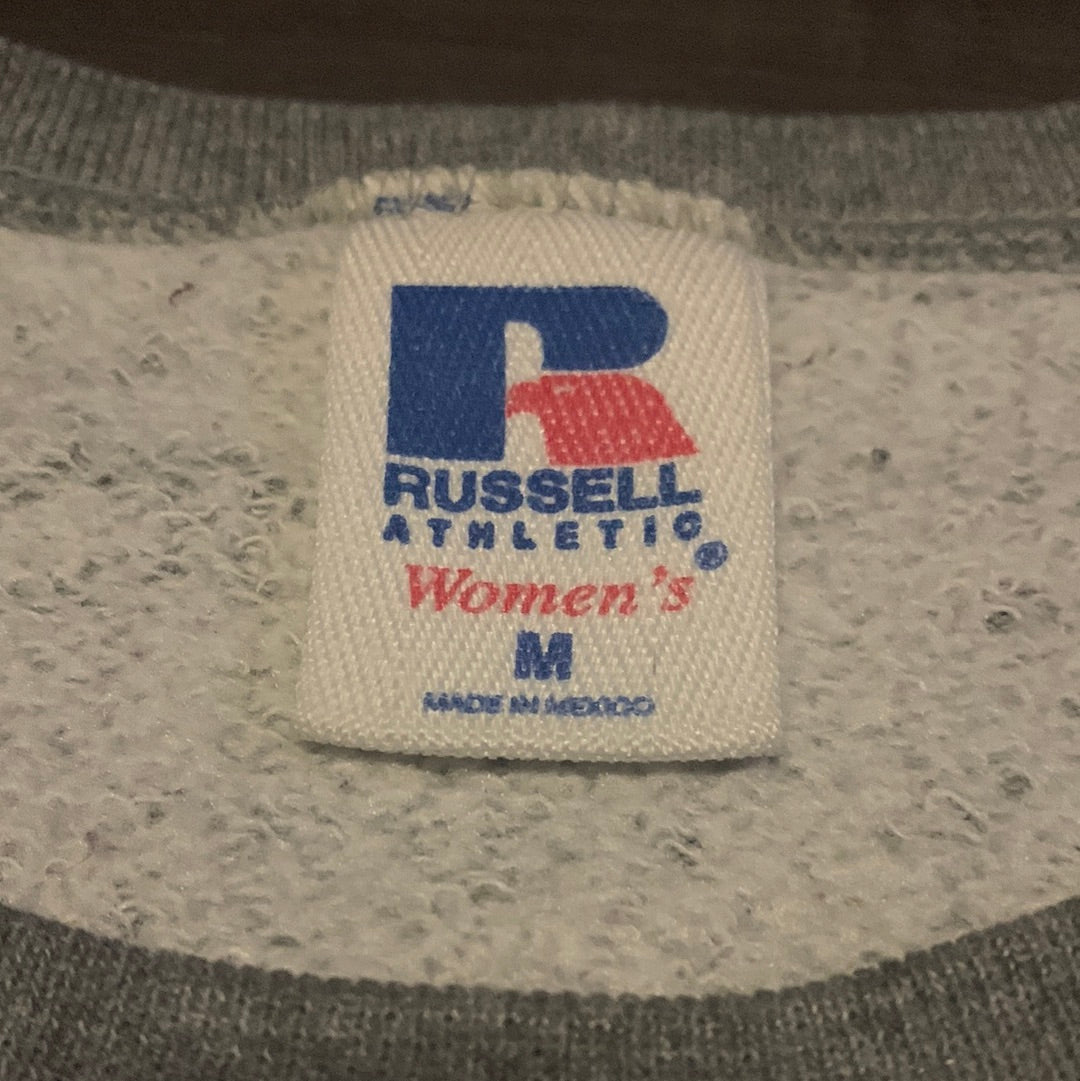 RUSSELL
ATHLETIC®
Women's
M
MADE IN MEXICO